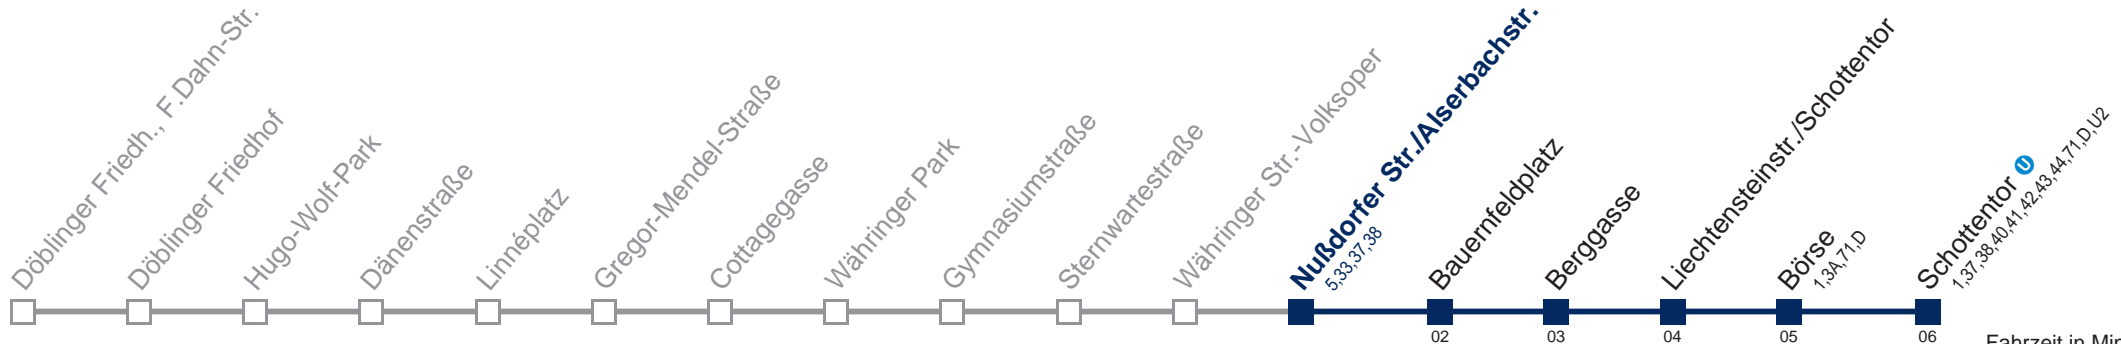 Döblinger Friedh., F.Dahn-Str.
Döblinger Friedhof
Hugo-Wolf-Park
Dänenstraße
Linnéplatz
Gregor-Mendel-Straße
Cottagegasse
Währinger Park
Gymnasiumstraße
Sternwartestraße
Währinger Str.-Volksoper
Nußdorfer Str./Alserbachstr.
5,33,37,38
Bauernfeldplatz
Berggasse
Liechtensteinstr./Schottentor
Börse
1,3A,71,D
Schottentor U
1,37,38,40,41,42,43,44,71,D,U2
02 03 04 05 06
Fahrzeit in